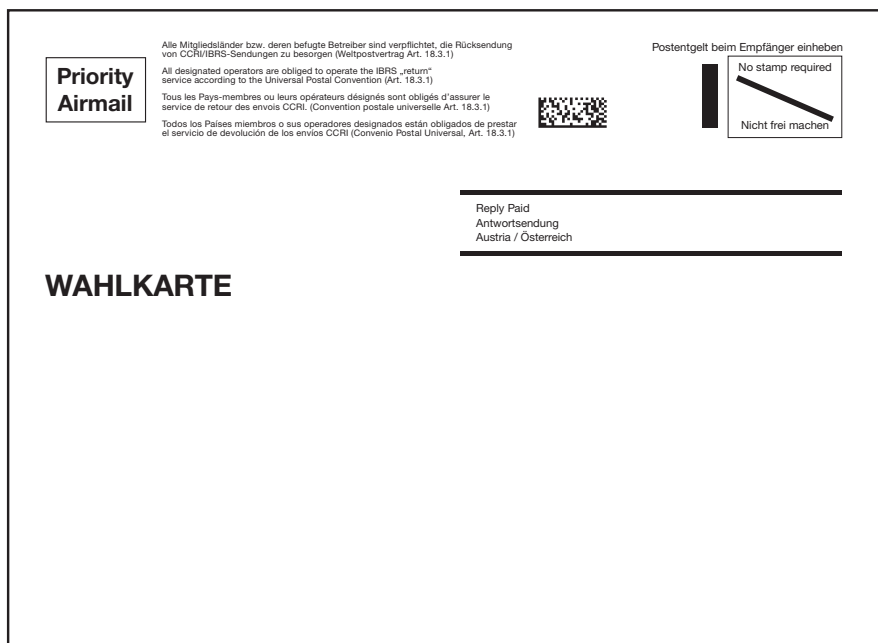 Priority
Airmail
Alle Mitgliedsländer bzw. deren befugte Betreiber sind verpflichtet, die Rücksendung
von CCRI/IBRS-Sendungen zu besorgen (Weltpostvertrag Art. 18.3.1)
All designated operators are obliged to operate the IBRS „return“
service according to the Universal Postal Convention (Art. 18.3.1)
Tous les Pays-membres ou leurs opérateurs désignés sont obligés d’assurer le
service de retour des envois CCRI. (Convention postale universelle Art. 18.3.1)
Todos los Países miembros o sus operadores designados están obligados de prestar
el servicio de devolución de los envíos CCRI (Convenio Postal Universal, Art. 18.3.1)
Postentgelt beim Empfänger einheben
No stamp required
Nicht frei machen
Reply Paid
Antwortsendung
Austria / Österreich
WAHLKARTE